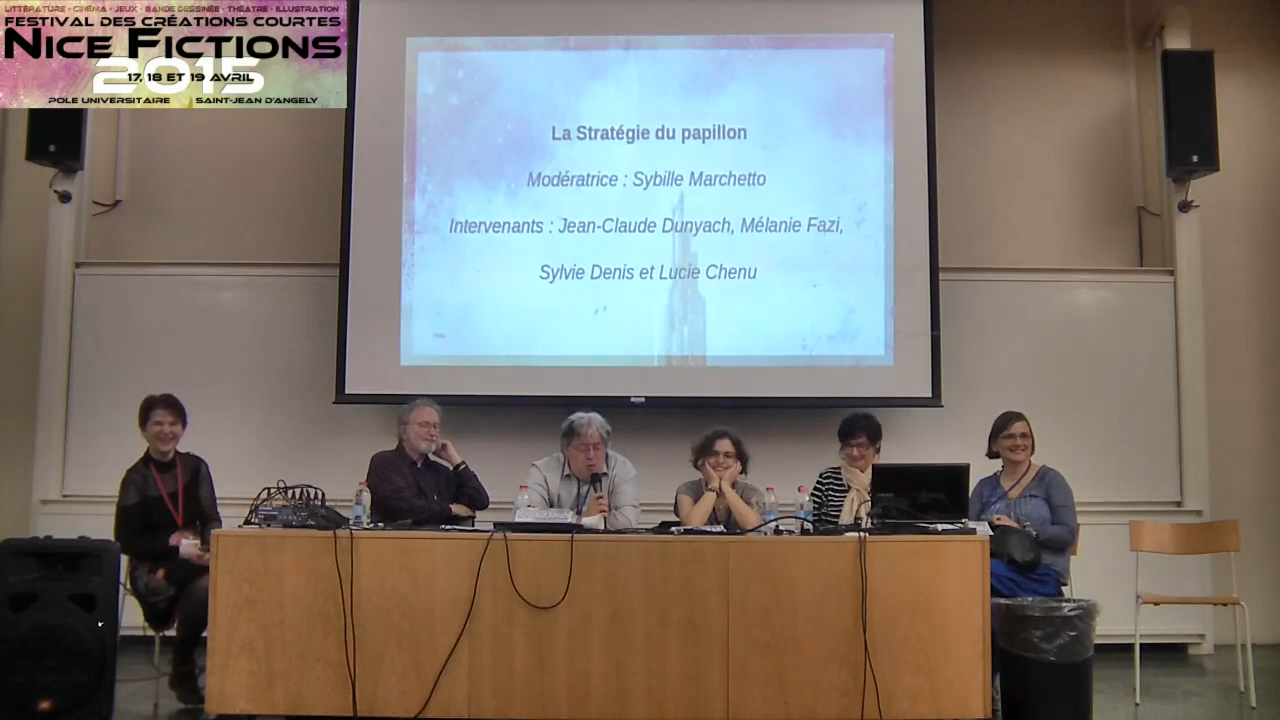 LITTÉRATURE - CINÉMA - JEUX - BANDE DESSINÉE - THÉATRE - ILLUSTRATION
FESTIVAL DES CRÉATIONS COURTES
NICE FICTIONS
2015
17, 18 ET 19 AVRIL
POLE UNIVERSITAIRE SAINT-JEAN D'ANGELY
La Stratégie du papillon
Modératrice : Sybille Marchetto
Intervenants : Jean-Claude Dunyach, Mélanie Fazi,
Sylvie Denis et Lucie Chenu